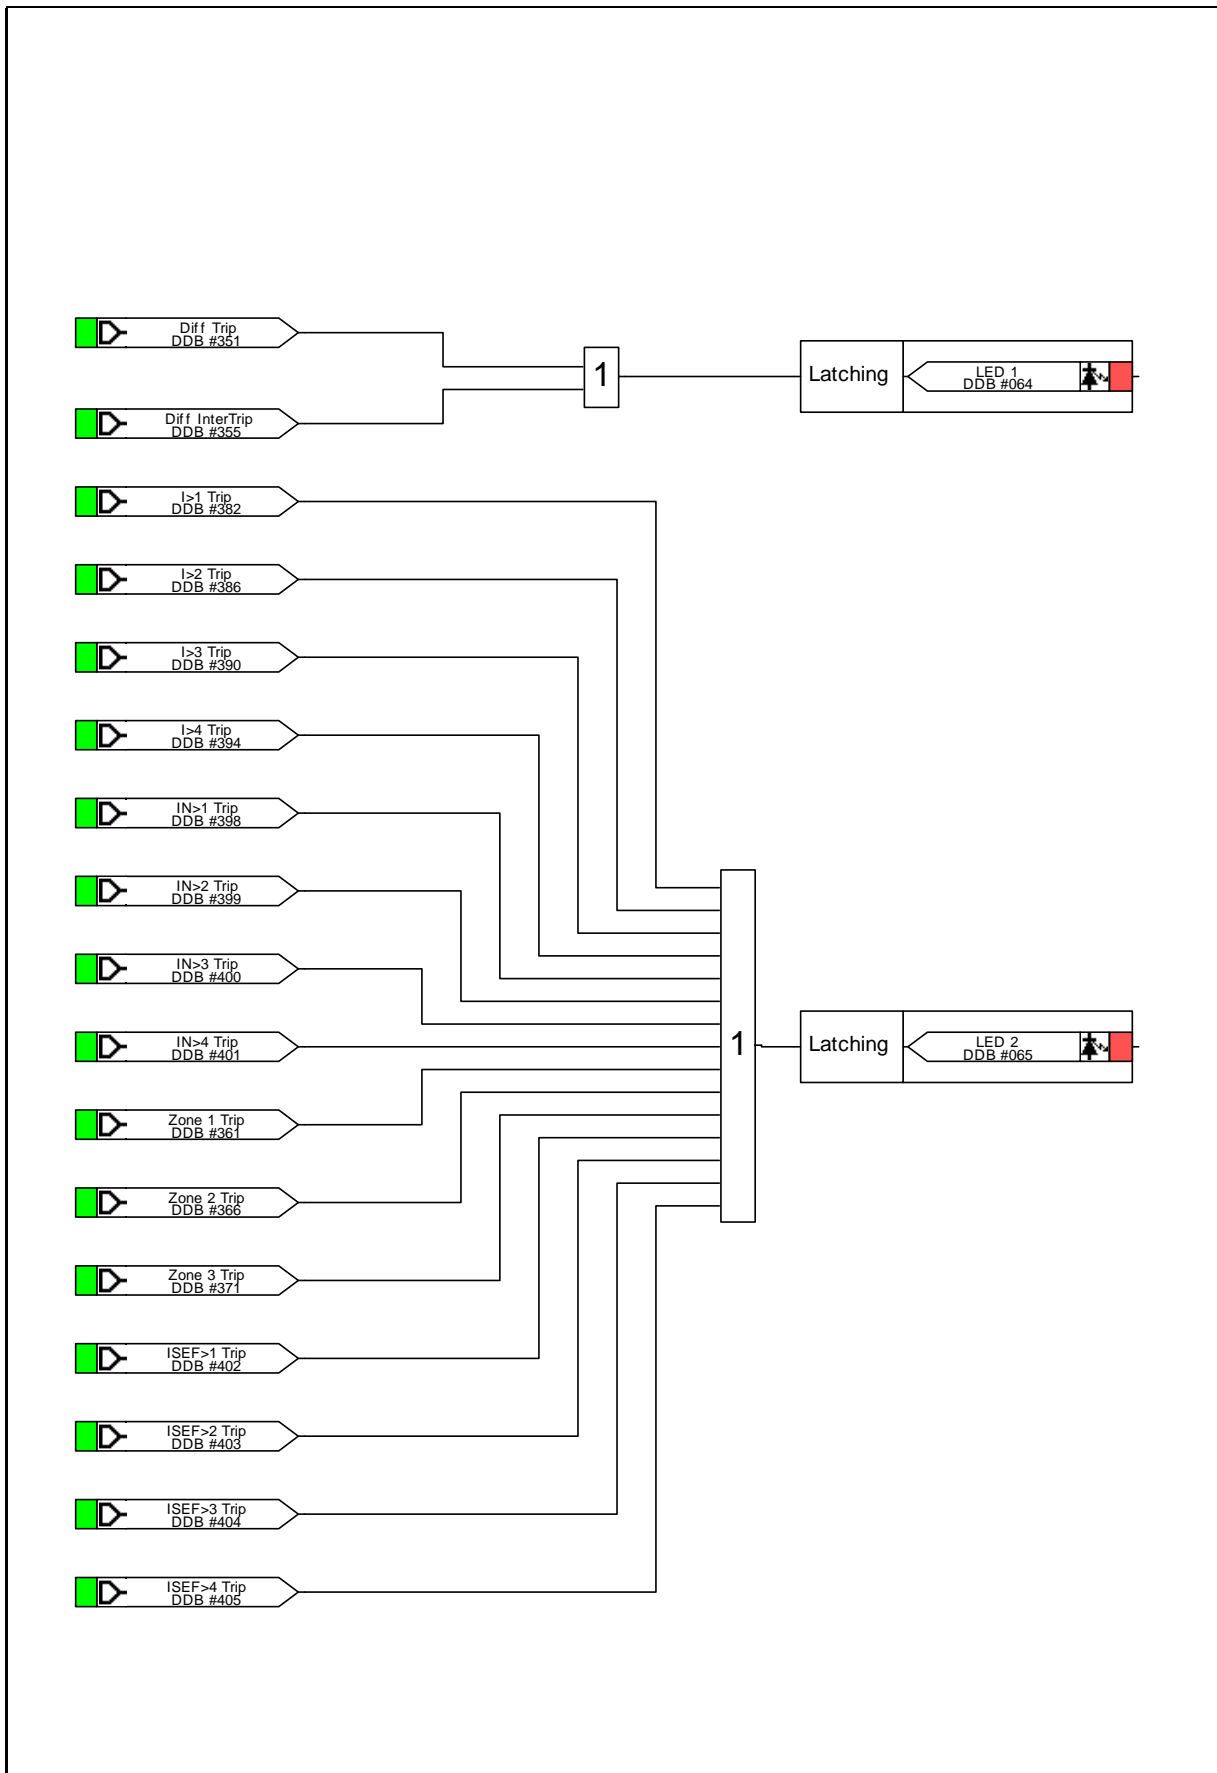 Diff Trip
DDB #351
1
Latching
LED 1
DDB #064
Diff InterTrip
DDB #355
I>1 Trip
DDB #382
I>2 Trip
DDB #386
I>3 Trip
DDB #390
I>4 Trip
DDB #394
IN>1 Trip
DDB #398
IN>2 Trip
DDB #399
IN>3 Trip
DDB #400
IN>4 Trip
DDB #401
1
Latching
LED 2
DDB #065
Zone 1 Trip
DDB #361
Zone 2 Trip
DDB #366
Zone 3 Trip
DDB #371
ISEF>1 Trip
DDB #402
ISEF>2 Trip
DDB #403
ISEF>3 Trip
DDB #404
ISEF>4 Trip
DDB #405